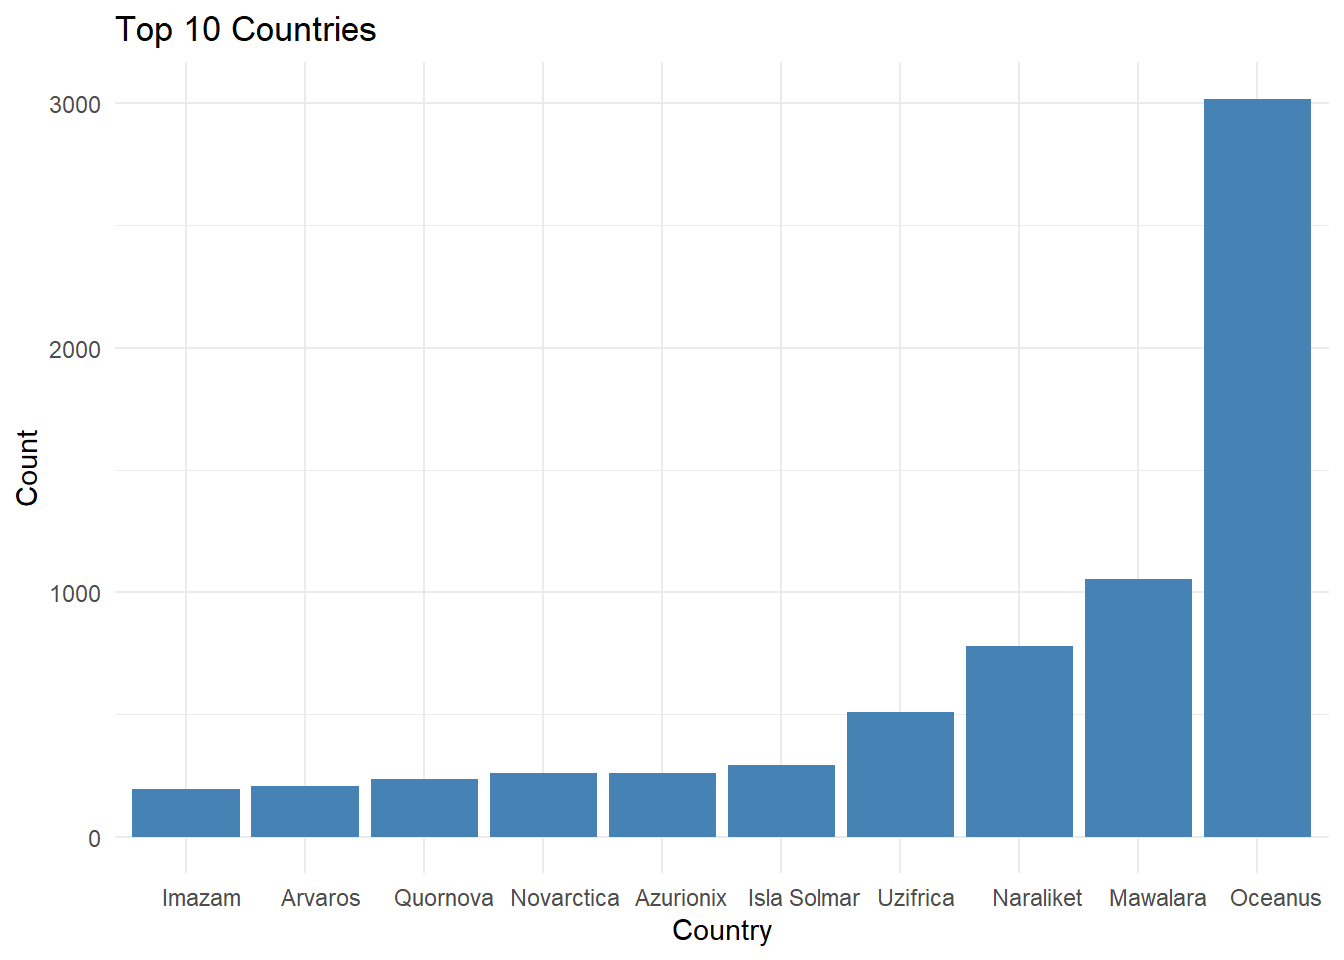 Top 10 Countries
3000
2000
1000
0
Count
Imazam Arvaros Quornova Novarctica Azurionix Isla Solmar Uzifrica Naraliket Mawalara Oceanus
Country